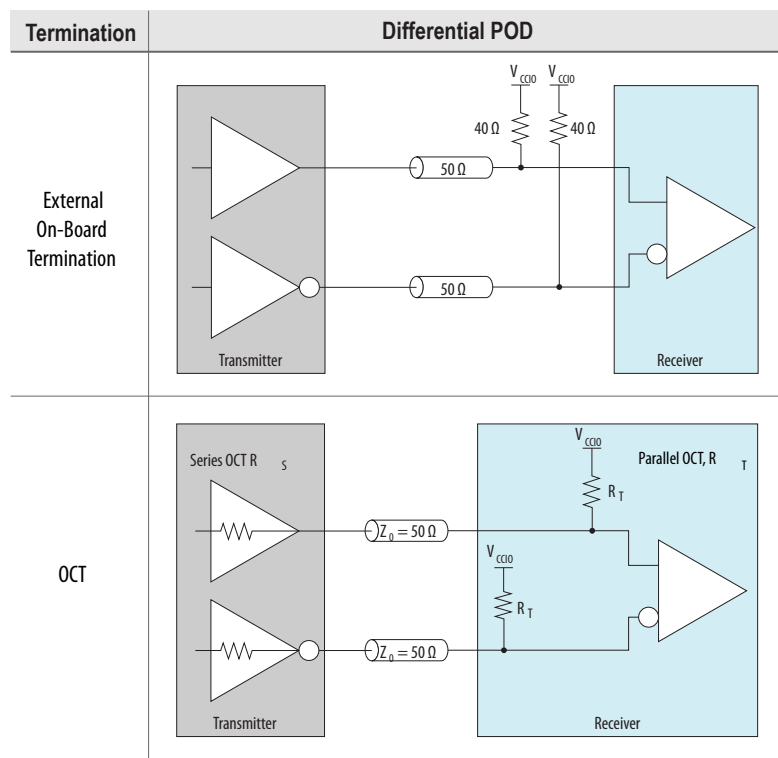 Termination
Differential POD
External
On-Board
Termination
V CCIO V CCIO
40 Ω 40 Ω
50 Ω
50 Ω
Transmitter
Receiver
OCT
Series OCT R S
V CCIO
Parallel OCT, R T
R T
Z 0 = 50 Ω
V CCIO
R T
Z 0 = 50 Ω
Transmitter
Receiver